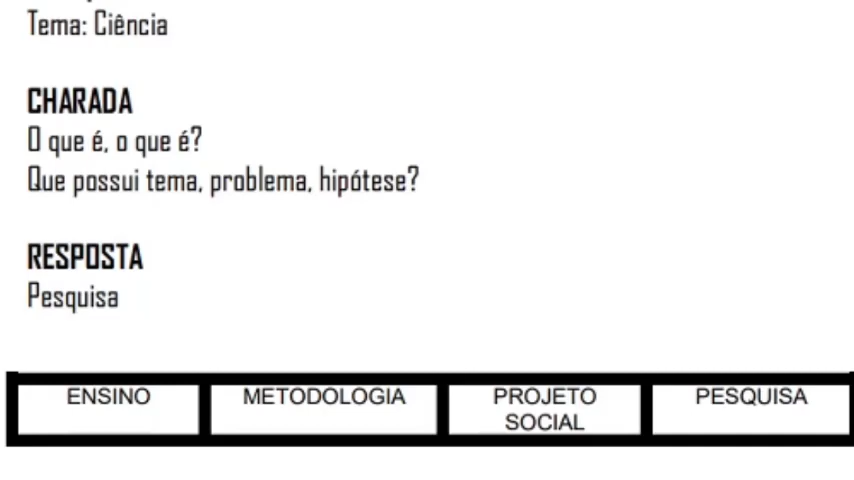 Tema: Ciência
CHARADA
O que é, o que é?
Que possui tema, problema, hipótese?
RESPOSTA
Pesquisa
ENSINO
METODOLOGIA
PROJETO
SOCIAL
PESQUISA